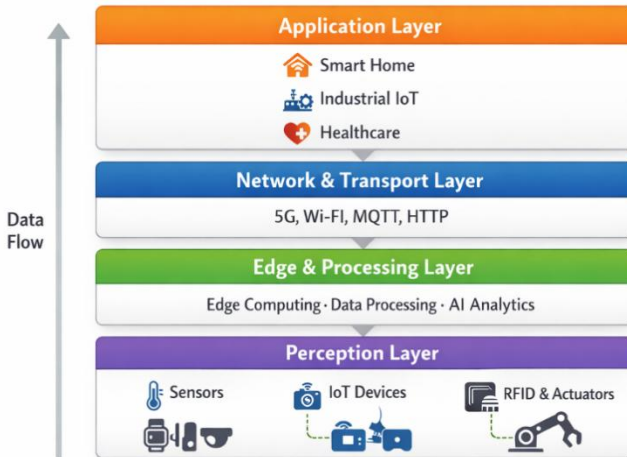 Application Layer
Smart Home
Industrial IoT
Healthcare
Network & Transport Layer
5G, Wi-FI, MQTT, HTTP
Data
Flow
Edge & Processing Layer
Edge Computing · Data Processing · AI Analytics
Perception Layer
Sensors
IoT Devices
RFID & Actuators